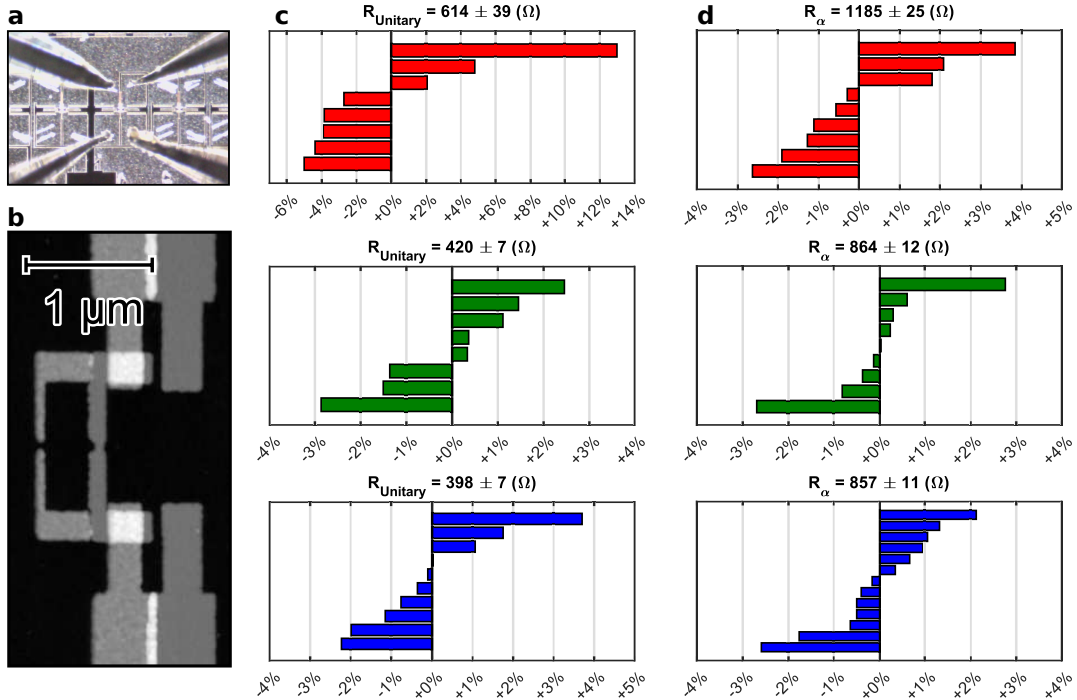 a
b
1 μm
c
R_Unitary = 614 ± 39 (Ω)
-6% -4% -2% +0% +2% +4% +6% +8% +10% +12% +14%
R_Unitary = 420 ± 7 (Ω)
-4% -3% -2% -1% +0% +1% +2% +3% +4%
R_Unitary = 398 ± 7 (Ω)
-4% -3% -2% -1% +0% +1% +2% +3% +4% +5%
d
R_α = 1185 ± 25 (Ω)
-4% -3% -2% -1% +0% +1% +2% +3% +4% +5%
R_α = 864 ± 12 (Ω)
-4% -3% -2% -1% +0% +1% +2% +3% +4%
R_α = 857 ± 11 (Ω)
-4% -3% -2% -1% +0% +1% +2% +3% +4%